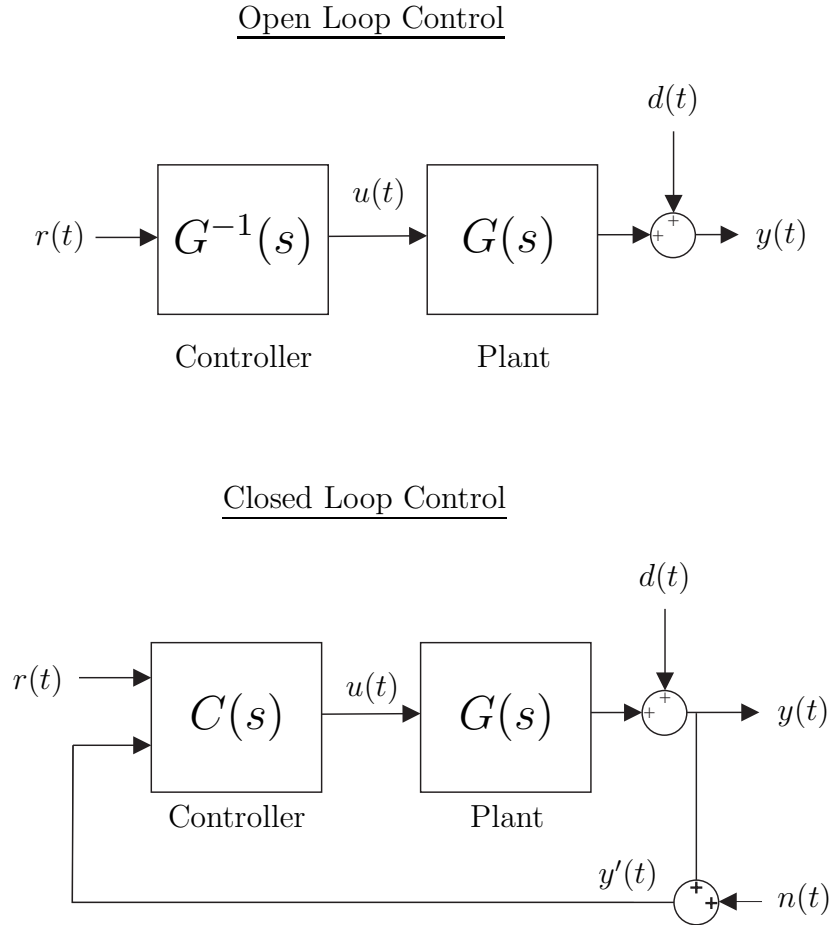 Open Loop Control
d(t)
u(t)
r(t) G⁻¹(s) G(s) + + y(t)
Controller Plant
Closed Loop Control
d(t)
r(t) u(t)
C(s) G(s) + + y(t)
Controller Plant
y′(t) + + n(t)